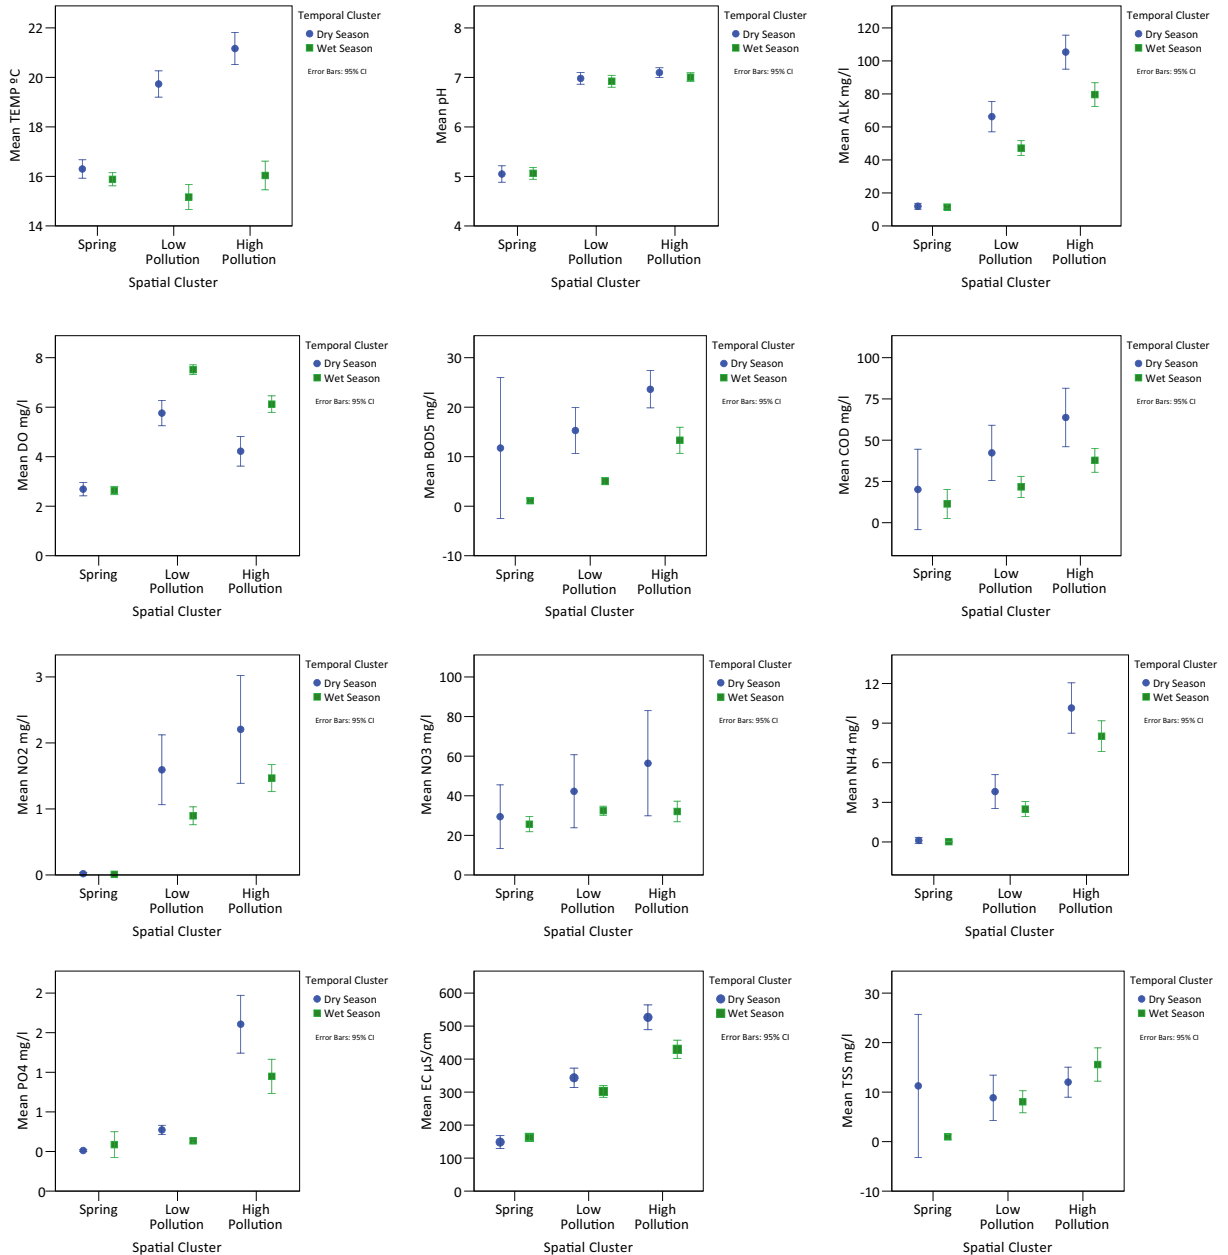 Mean TEMP ºC
22
20
18
16
14
Spring
Low Pollution
High Pollution
Spatial Cluster
Temporal Cluster
Dry Season
Wet Season
Error Bars: 95% CI
Mean pH
9
8
7
6
5
4
Spring
Low Pollution
High Pollution
Spatial Cluster
Temporal Cluster
Dry Season
Wet Season
Error Bars: 95% CI
Mean ALK mg/l
120
100
80
60
40
20
0
Spring
Low Pollution
High Pollution
Spatial Cluster
Temporal Cluster
Dry Season
Wet Season
Error Bars: 95% CI
Mean DO mg/l
8
6
4
2
0
Spring
Low Pollution
High Pollution
Spatial Cluster
Temporal Cluster
Dry Season
Wet Season
Error Bars: 95% CI
Mean BOD5 mg/l
30
20
10
0
-10
Spring
Low Pollution
High Pollution
Spatial Cluster
Temporal Cluster
Dry Season
Wet Season
Error Bars: 95% CI
Mean COD mg/l
100
75
50
25
0
Spring
Low Pollution
High Pollution
Spatial Cluster
Temporal Cluster
Dry Season
Wet Season
Error Bars: 95% CI
Mean NO2 mg/l
3
2
1
0
Spring
Low Pollution
High Pollution
Spatial Cluster
Temporal Cluster
Dry Season
Wet Season
Error Bars: 95% CI
Mean NO3 mg/l
100
80
60
40
20
0
Spring
Low Pollution
High Pollution
Spatial Cluster
Temporal Cluster
Dry Season
Wet Season
Error Bars: 95% CI
Mean NH4 mg/l
12
9
6
3
0
Spring
Low Pollution
High Pollution
Spatial Cluster
Temporal Cluster
Dry Season
Wet Season
Error Bars: 95% CI
Mean PO4 mg/l
2
2
1
1
0
0
Spring
Low Pollution
High Pollution
Spatial Cluster
Temporal Cluster
Dry Season
Wet Season
Error Bars: 95% CI
Mean EC µS/cm
600
500
400
300
200
100
0
Spring
Low Pollution
High Pollution
Spatial Cluster
Temporal Cluster
Dry Season
Wet Season
Error Bars: 95% CI
Mean TSS mg/l
30
20
10
0
-10
Spring
Low Pollution
High Pollution
Spatial Cluster
Temporal Cluster
Dry Season
Wet Season
Error Bars: 95% CI